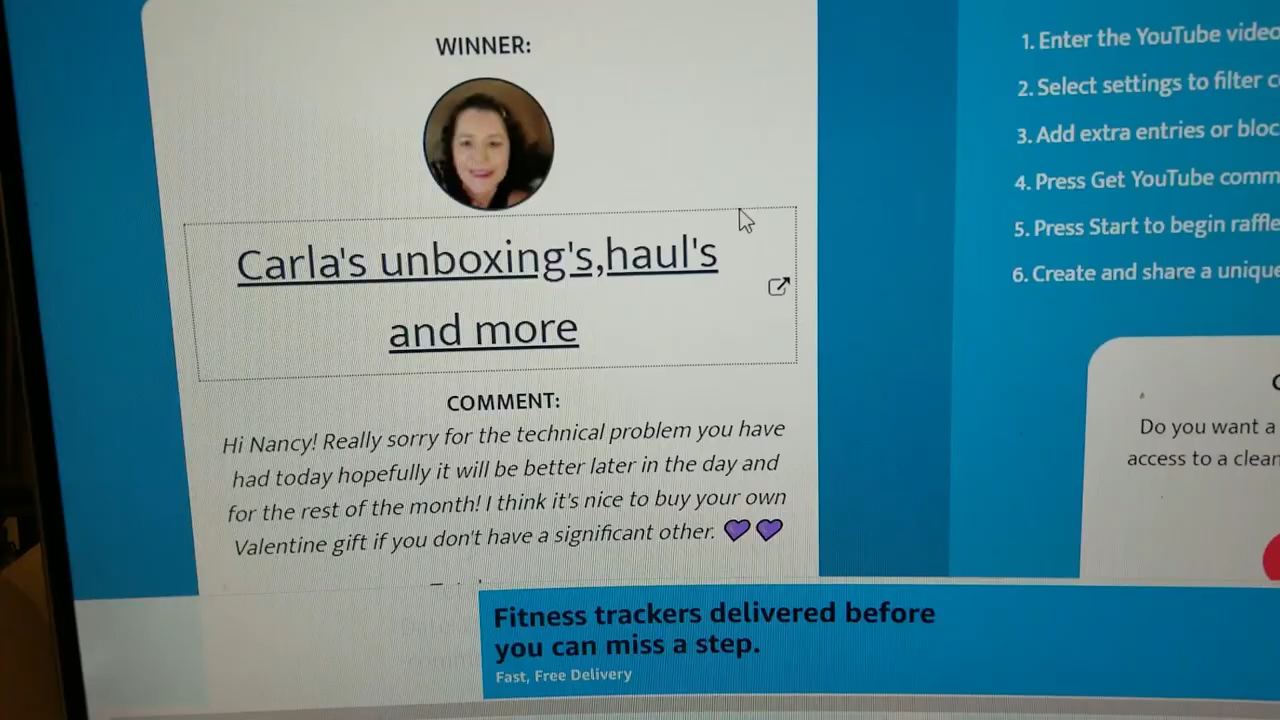 WINNER:
Carla's unboxing's,haul's
and more
COMMENT:
Hi Nancy! Really sorry for the technical problem you have
had today hopefully it will be better later in the day and
for the rest of the month! I think it's nice to buy your own
Valentine gift if you don't have a significant other. 💜💜
1. Enter the YouTube video
2. Select settings to filter
3. Add extra entries or
4. Press Get YouTube
5. Press Start to begin raffle
6. Create and share a unique
Do you want a
access to a
Fitness trackers delivered before
you can miss a step.
Fast, Free Delivery